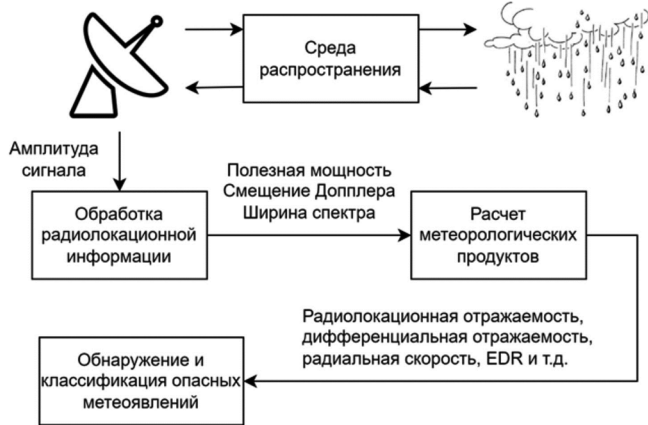 Среда
распространения
Амплитуда
сигнала
Полезная мощность
Смещение Допплера
Ширина спектра
Обработка
радиолокационной
информации
Расчет
метеорологических
продуктов
Радиолокационная отражаемость,
дифференциальная отражаемость,
радиальная скорость, EDR и т.д.
Обнаружение и
классификация опасных
метеоявлений